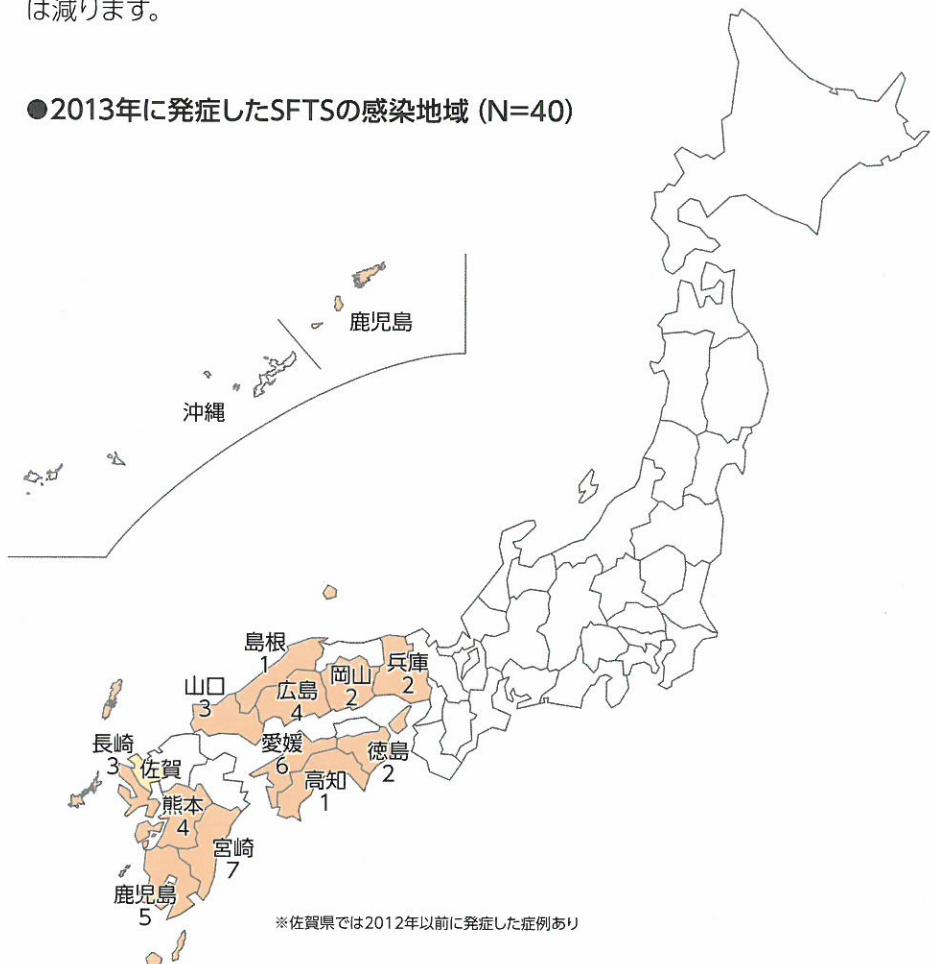 は減ります。
●2013年に発症したSFTSの感染地域（N=40）
鹿児島
沖縄
島根
1
山口
3
広島
4
岡山
2
兵庫
2
長崎
3
佐賀
愛媛
6
高知
1
徳島
2
熊本
4
宮崎
7
鹿児島
5
※佐賀県では2012年以前に発症した症例あり